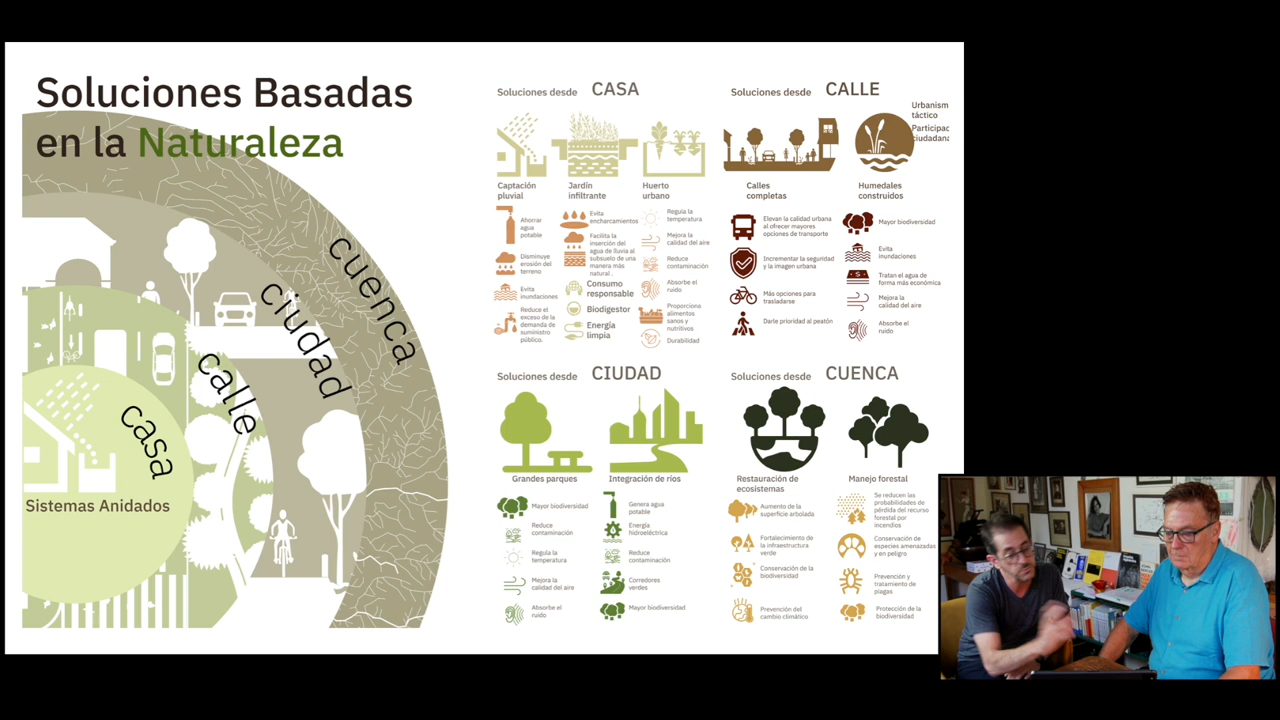 Soluciones Basadas
en la Naturaleza
cuenca
ciudad
calle
casa
Sistemas Anidados
Soluciones desde CASA
Captación
pluvial
Ahorrar
agua
potable
Disminuye
erosión del
terreno
Evita
inundaciones
Reduce el
exceso de la
demanda de
suministro
público.
Jardín
infiltrante
Evita
encharcamientos
Facilita la
inserción del
agua de lluvia al
subsuelo de una
manera más
natural .
Consumo
responsable
Biodigestor
Energía
limpia
Huerto
urbano
Regula la
temperatura
Mejora la
calidad del aire
Reduce
contaminación
Absorbe el
ruido
Proporciona
alimentos
sanos y
nutritivos
Durabilidad
Soluciones desde CALLE
Urbanism
táctico
Participac
ciudadana
Calles
completas
Elevan la calidad urbana
al ofrecer mayores
opciones de transporte
Incrementar la seguridad
y la imagen urbana
Más opciones para
trasladarse
Darle prioridad al peatón
Humedales
construidos
Mayor biodiversidad
Evita
inundaciones
Tratan el agua de
forma más económica
Mejora la
calidad del aire
Absorbe el
ruido
Soluciones desde CIUDAD
Grandes parques
Mayor biodiversidad
Reduce
contaminación
Regula la
temperatura
Mejora la
calidad del aire
Absorbe el
ruido
Integración de ríos
Genera agua
potable
Energía
hidroeléctrica
Reduce
contaminación
Corredores
verdes
Mayor biodiversidad
Soluciones desde CUENCA
Restauración de
ecosistemas
Aumento de la
superficie arbolada
Fortalecimiento de
la infraestructura
verde
Conservación de la
biodiversidad
Prevención del
cambio climático
Manejo forestal
Se reducen las
probabilidades de
pérdida del recurso
forestal por
incendios
Conservación de
especies amenazadas
y en peligro
Prevención y
tratamiento de
plagas
Protección de la
biodiversidad